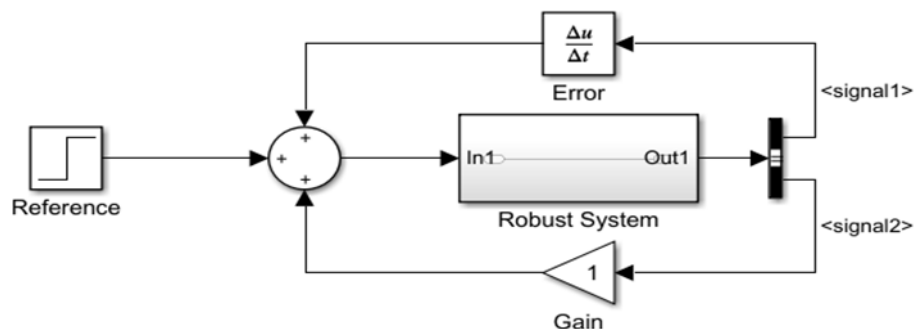 Δu
Δt
Error
<signal1>
+
+
+
In1
Out1
Reference
Robust System
<signal2>
1
Gain